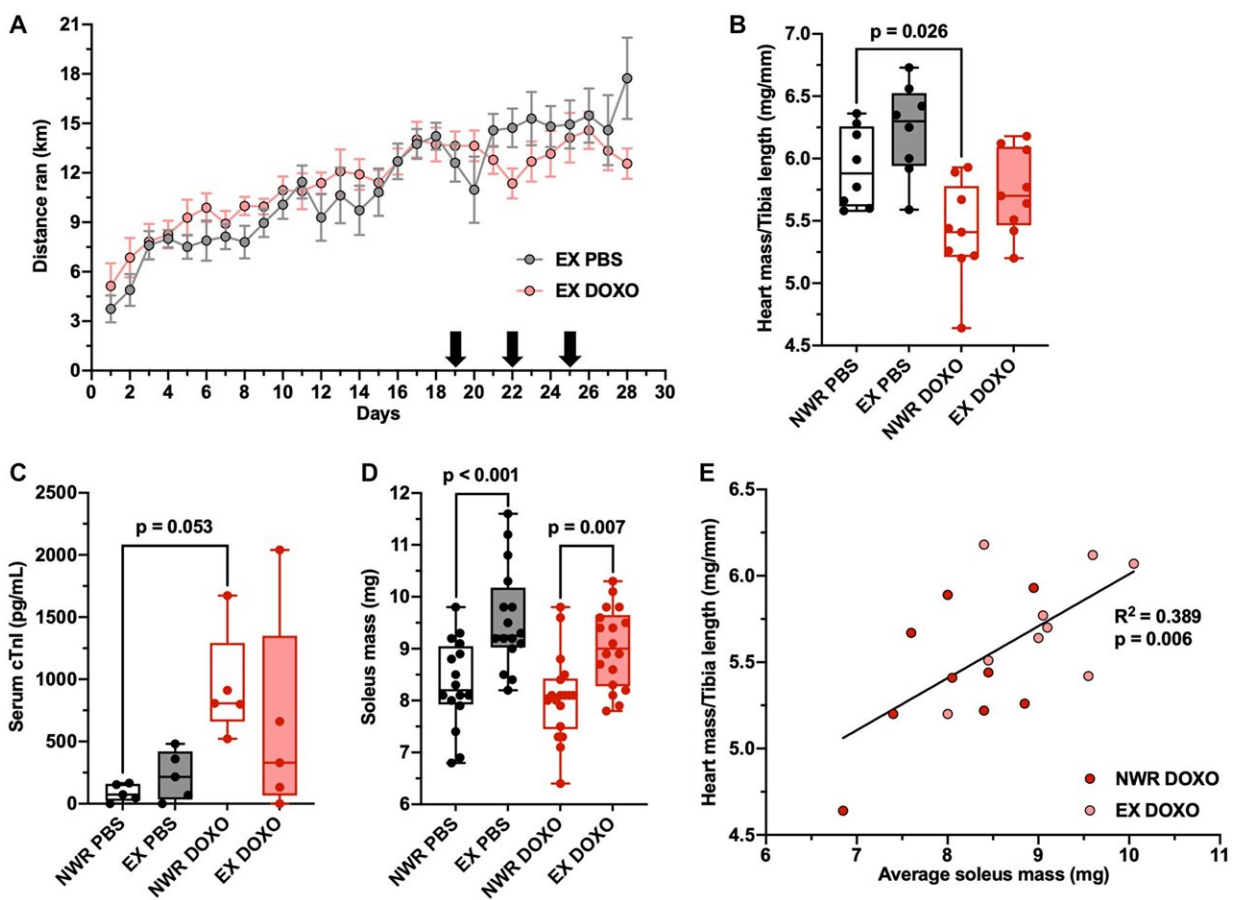 A
Distance ran (km)
21
18
15
12
9
6
3
0
EX PBS
EX DOXO
0 2 4 6 8 10 12 14 16 18 20 22 24 26 28 30
Days
B
Heart mass/Tibia length (mg/mm)
p = 0.026
7.0
6.5
6.0
5.5
5.0
4.5
NWR PBS
EX PBS
NWR DOXO
EX DOXO
C
Serum cTnI (pg/mL)
2500
2000
1500
1000
500
0
p = 0.053
NWR PBS
EX PBS
NWR DOXO
EX DOXO
D
Soleus mass (mg)
p < 0.001
p = 0.007
12
11
10
9
8
7
6
NWR PBS
EX PBS
NWR DOXO
EX DOXO
E
Heart mass/Tibia length (mg/mm)
6.5
6.0
5.5
5.0
4.5
R² = 0.389
p = 0.006
NWR DOXO
EX DOXO
6 7 8 9 10 11
Average soleus mass (mg)